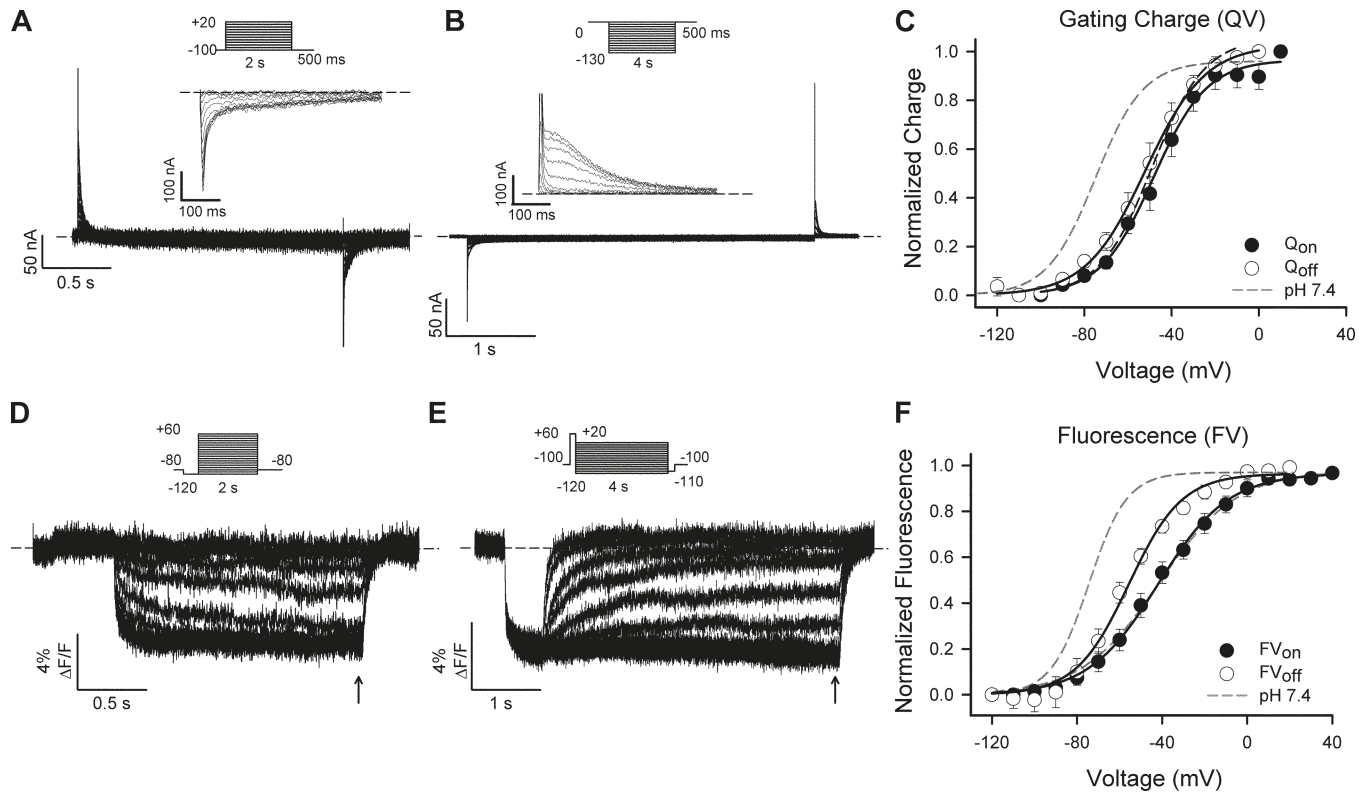 A
+20
-100
2 s
500 ms
100 nA
100 ms
50 nA
0.5 s
B
0
-130
4 s
500 ms
100 nA
100 ms
50 nA
1 s
C
Gating Charge (QV)
Normalized Charge
1.0
0.8
0.6
0.4
0.2
0.0
Qon
Qoff
pH 7.4
-120
-80
-40
0
40
Voltage (mV)
D
+60
-80
-80
-120
2 s
4%
ΔF/F
0.5 s
E
+60
+20
-100
-100
-120
4 s
-110
4%
ΔF/F
1 s
F
Fluorescence (FV)
Normalized Fluorescence
1.0
0.8
0.6
0.4
0.2
0.0
FVon
FVoff
pH 7.4
-120
-80
-40
0
40
Voltage (mV)